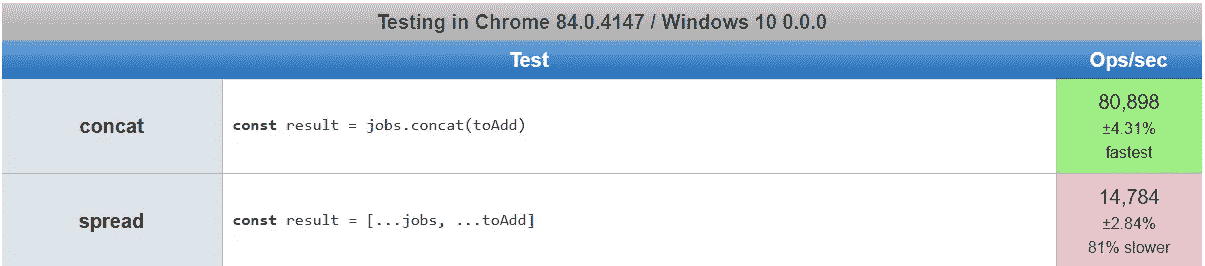 Testing in Chrome 84.0.4147 / Windows 10 0.0.0
Test Ops/sec
concat
const result = jobs.concat(toAdd)
80,898
±4.31%
fastest
spread
const result = [...jobs, ...toAdd]
14,784
±2.84%
81% slower